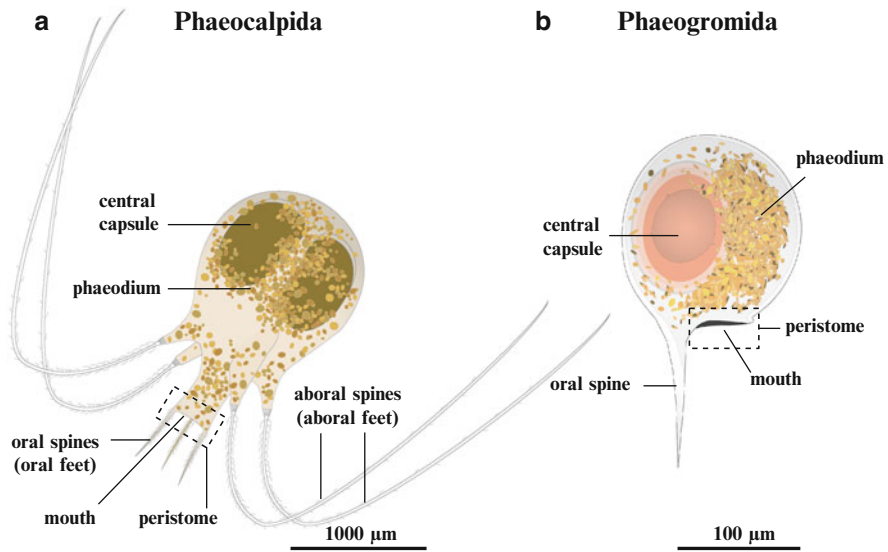 a
Phaeocalpida
central
capsule
phaeodium
oral spines
(oral feet)
mouth
peristome
aboral spines
(aboral feet)
1000 µm
b
Phaeogromida
phaeodium
central
capsule
peristome
mouth
oral spine
100 µm